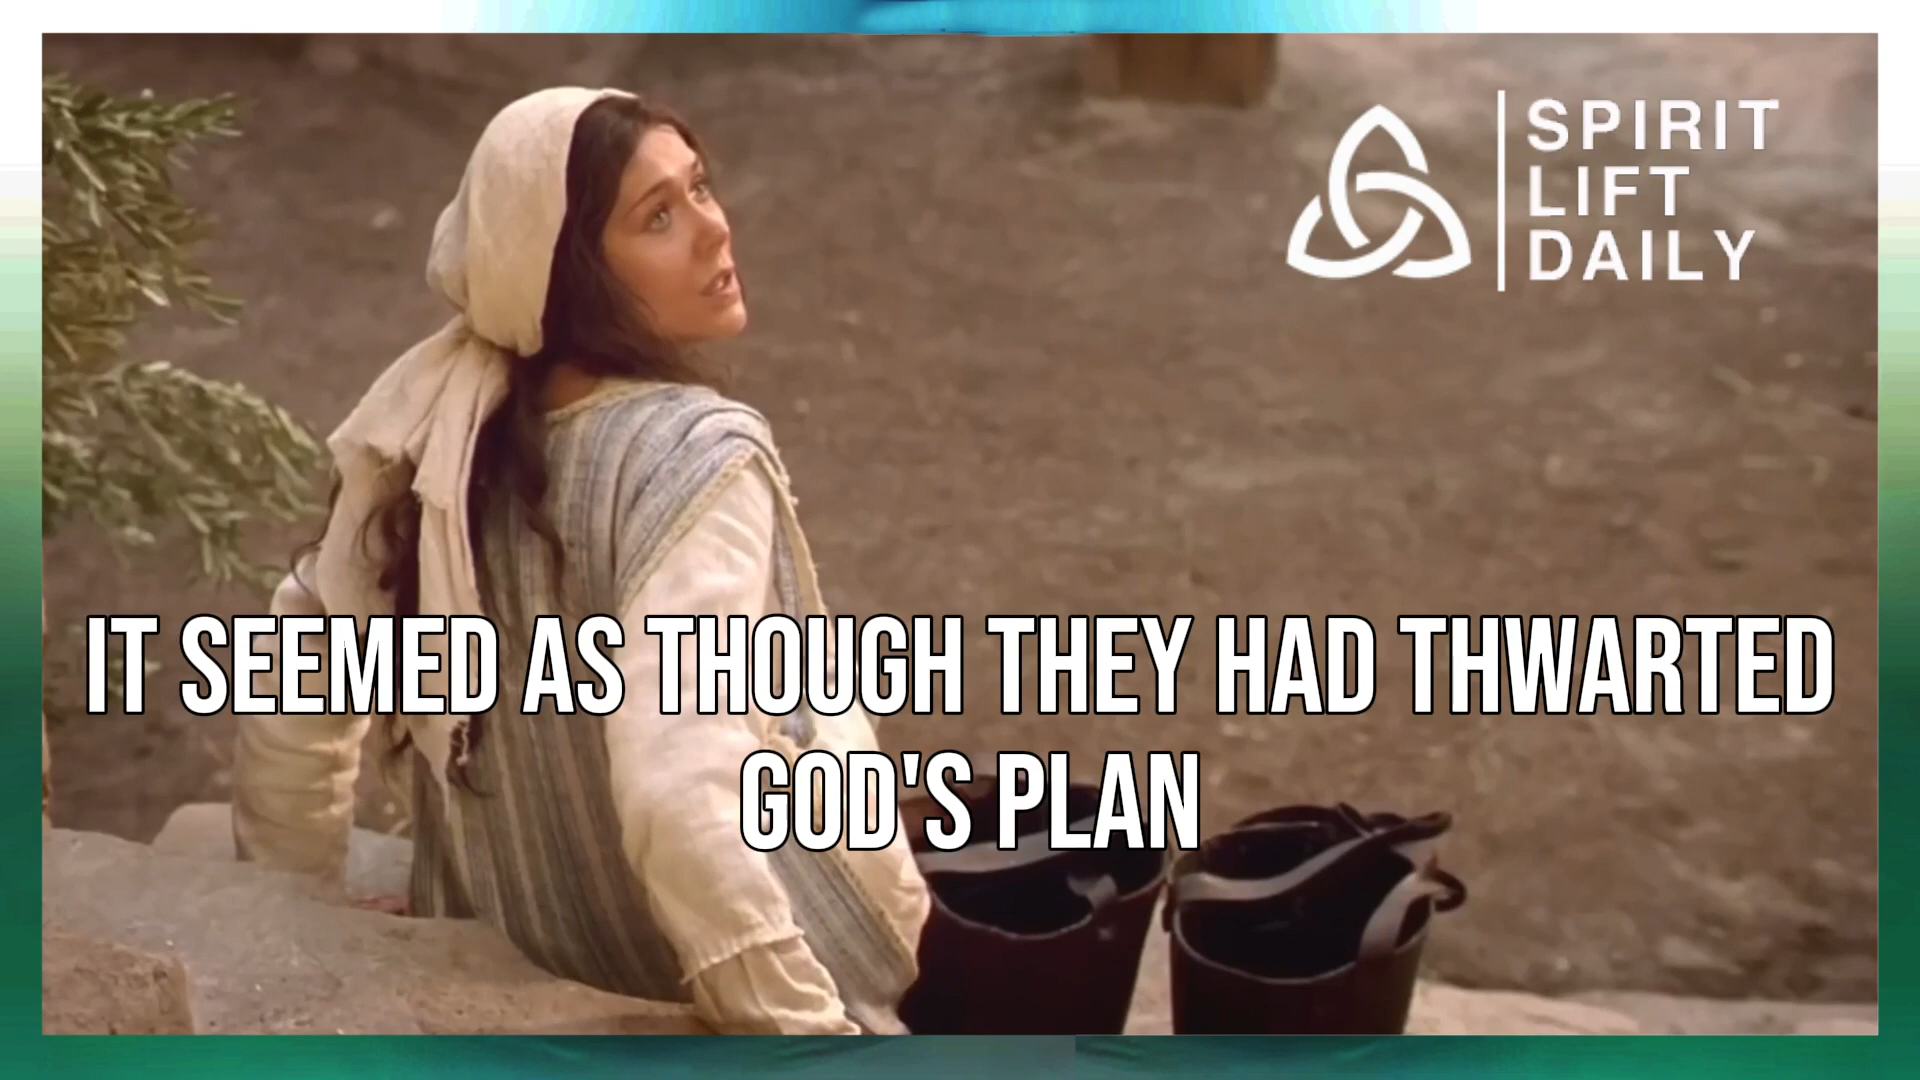 SPIRIT
LIFT
DAILY
IT SEEMED AS THOUGH THEY HAD THWARTED
GOD'S PLAN